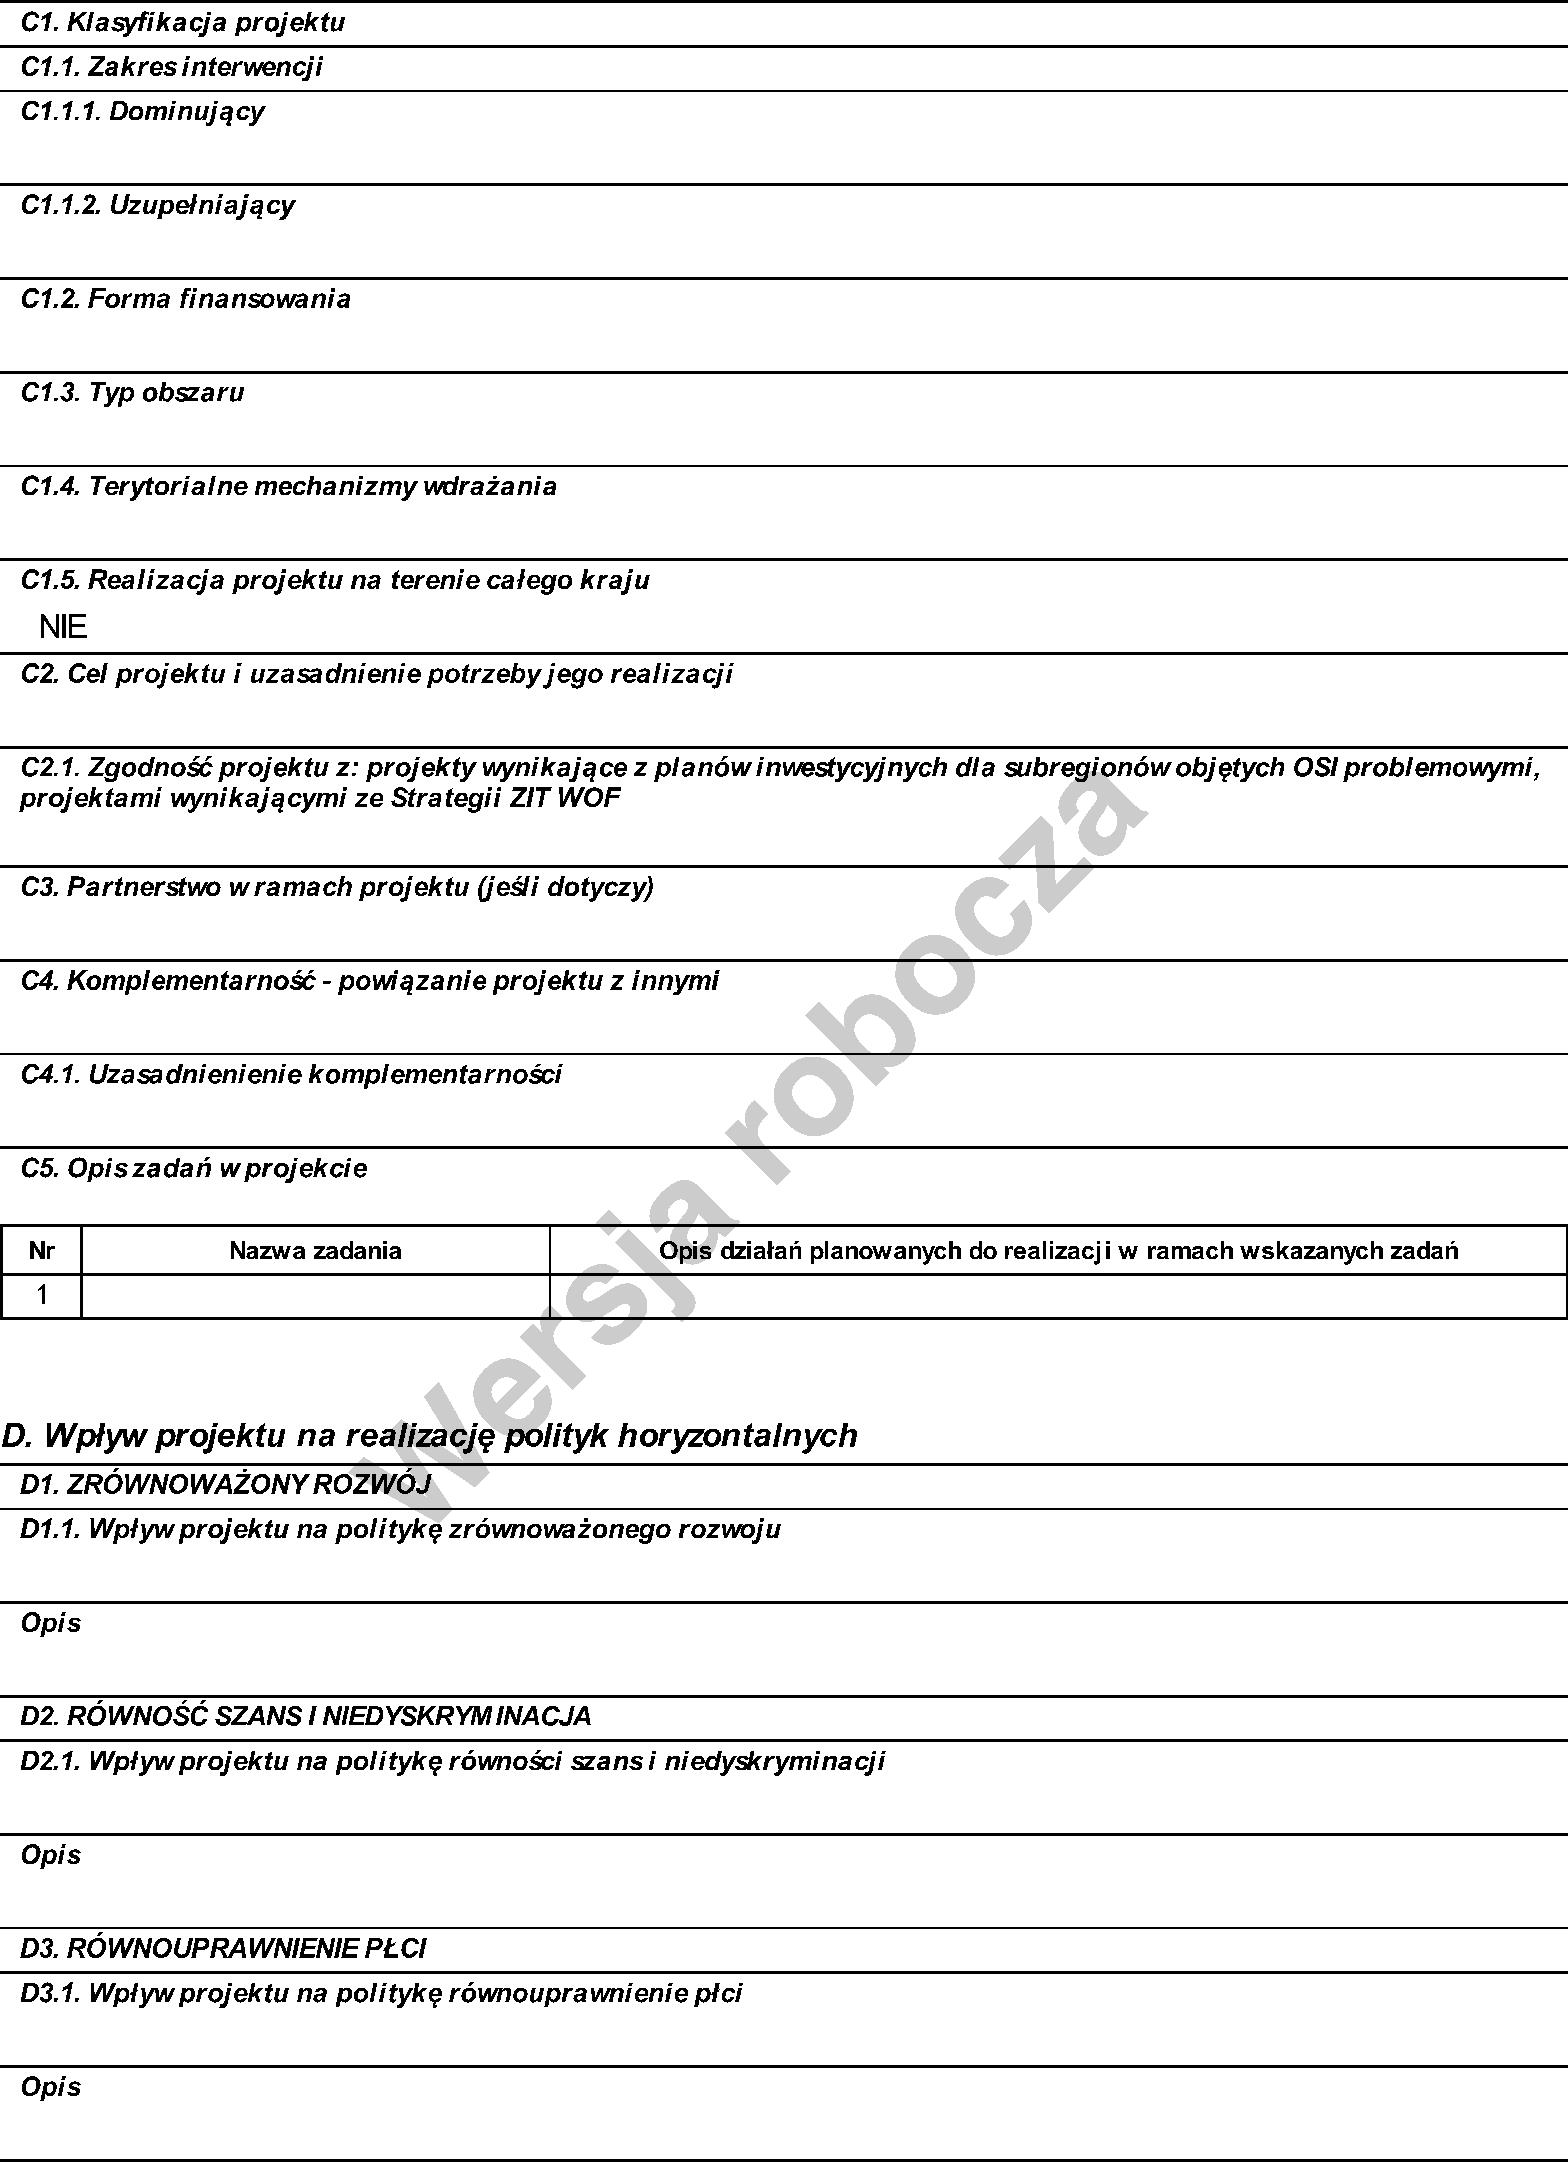 C1. Klasyfikacja projektu
C1.1. Zakres interwencji
C1.1.1. Dominujący
C1.1.2. Uzupełniający
C1.2. Forma finansowania
C1.3. Typ obszaru
C1.4. Terytorialne mechanizmy wdrażania
C1.5. Realizacja projektu na terenie całego kraju
NIE
C2. Cel projektu i uzasadnienie potrzeby jego realizacji
C2.1. Zgodność projektu z: projekty wynikające z planów inwestycyjnych dla subregionów objętych OSI problemowymi,
projektami wynikającymi ze Strategii ZIT WOF
C3. Partnerstwo w ramach projektu (jeśli dotyczy)
C4. Komplementarność - powiązanie projektu z innymi
C4.1. Uzasadnienienie komplementarności
C5. Opis zadań w projekcie
Nr Nazwa zadania Opis działań planowanych do realizacji w ramach wskazanych zadań
1
D. Wpływ projektu na realizację polityk horyzontalnych
D1. ZRÓWNOWAŻONY ROZWÓJ
D1.1. Wpływ projektu na politykę zrównoważonego rozwoju
Opis
D2. RÓWNOŚĆ SZANS I NIEDYSKRYMINACJA
D2.1. Wpływ projektu na politykę równości szans i niedyskryminacji
Opis
D3. RÓWNOUPRAWNIENIE PŁCI
D3.1. Wpływ projektu na politykę równouprawnienie płci
Opis
Wersja robocza